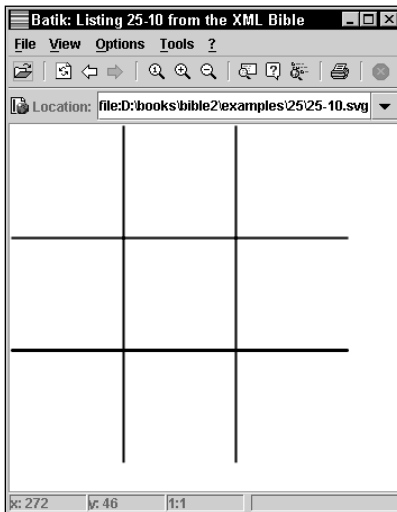 Batik: Listing 25-10 from the XML Bible
File View Options Tools ?
Location: file:D:\books\bible2\examples\25\25-10.svg
x: 272 y: 46 1:1